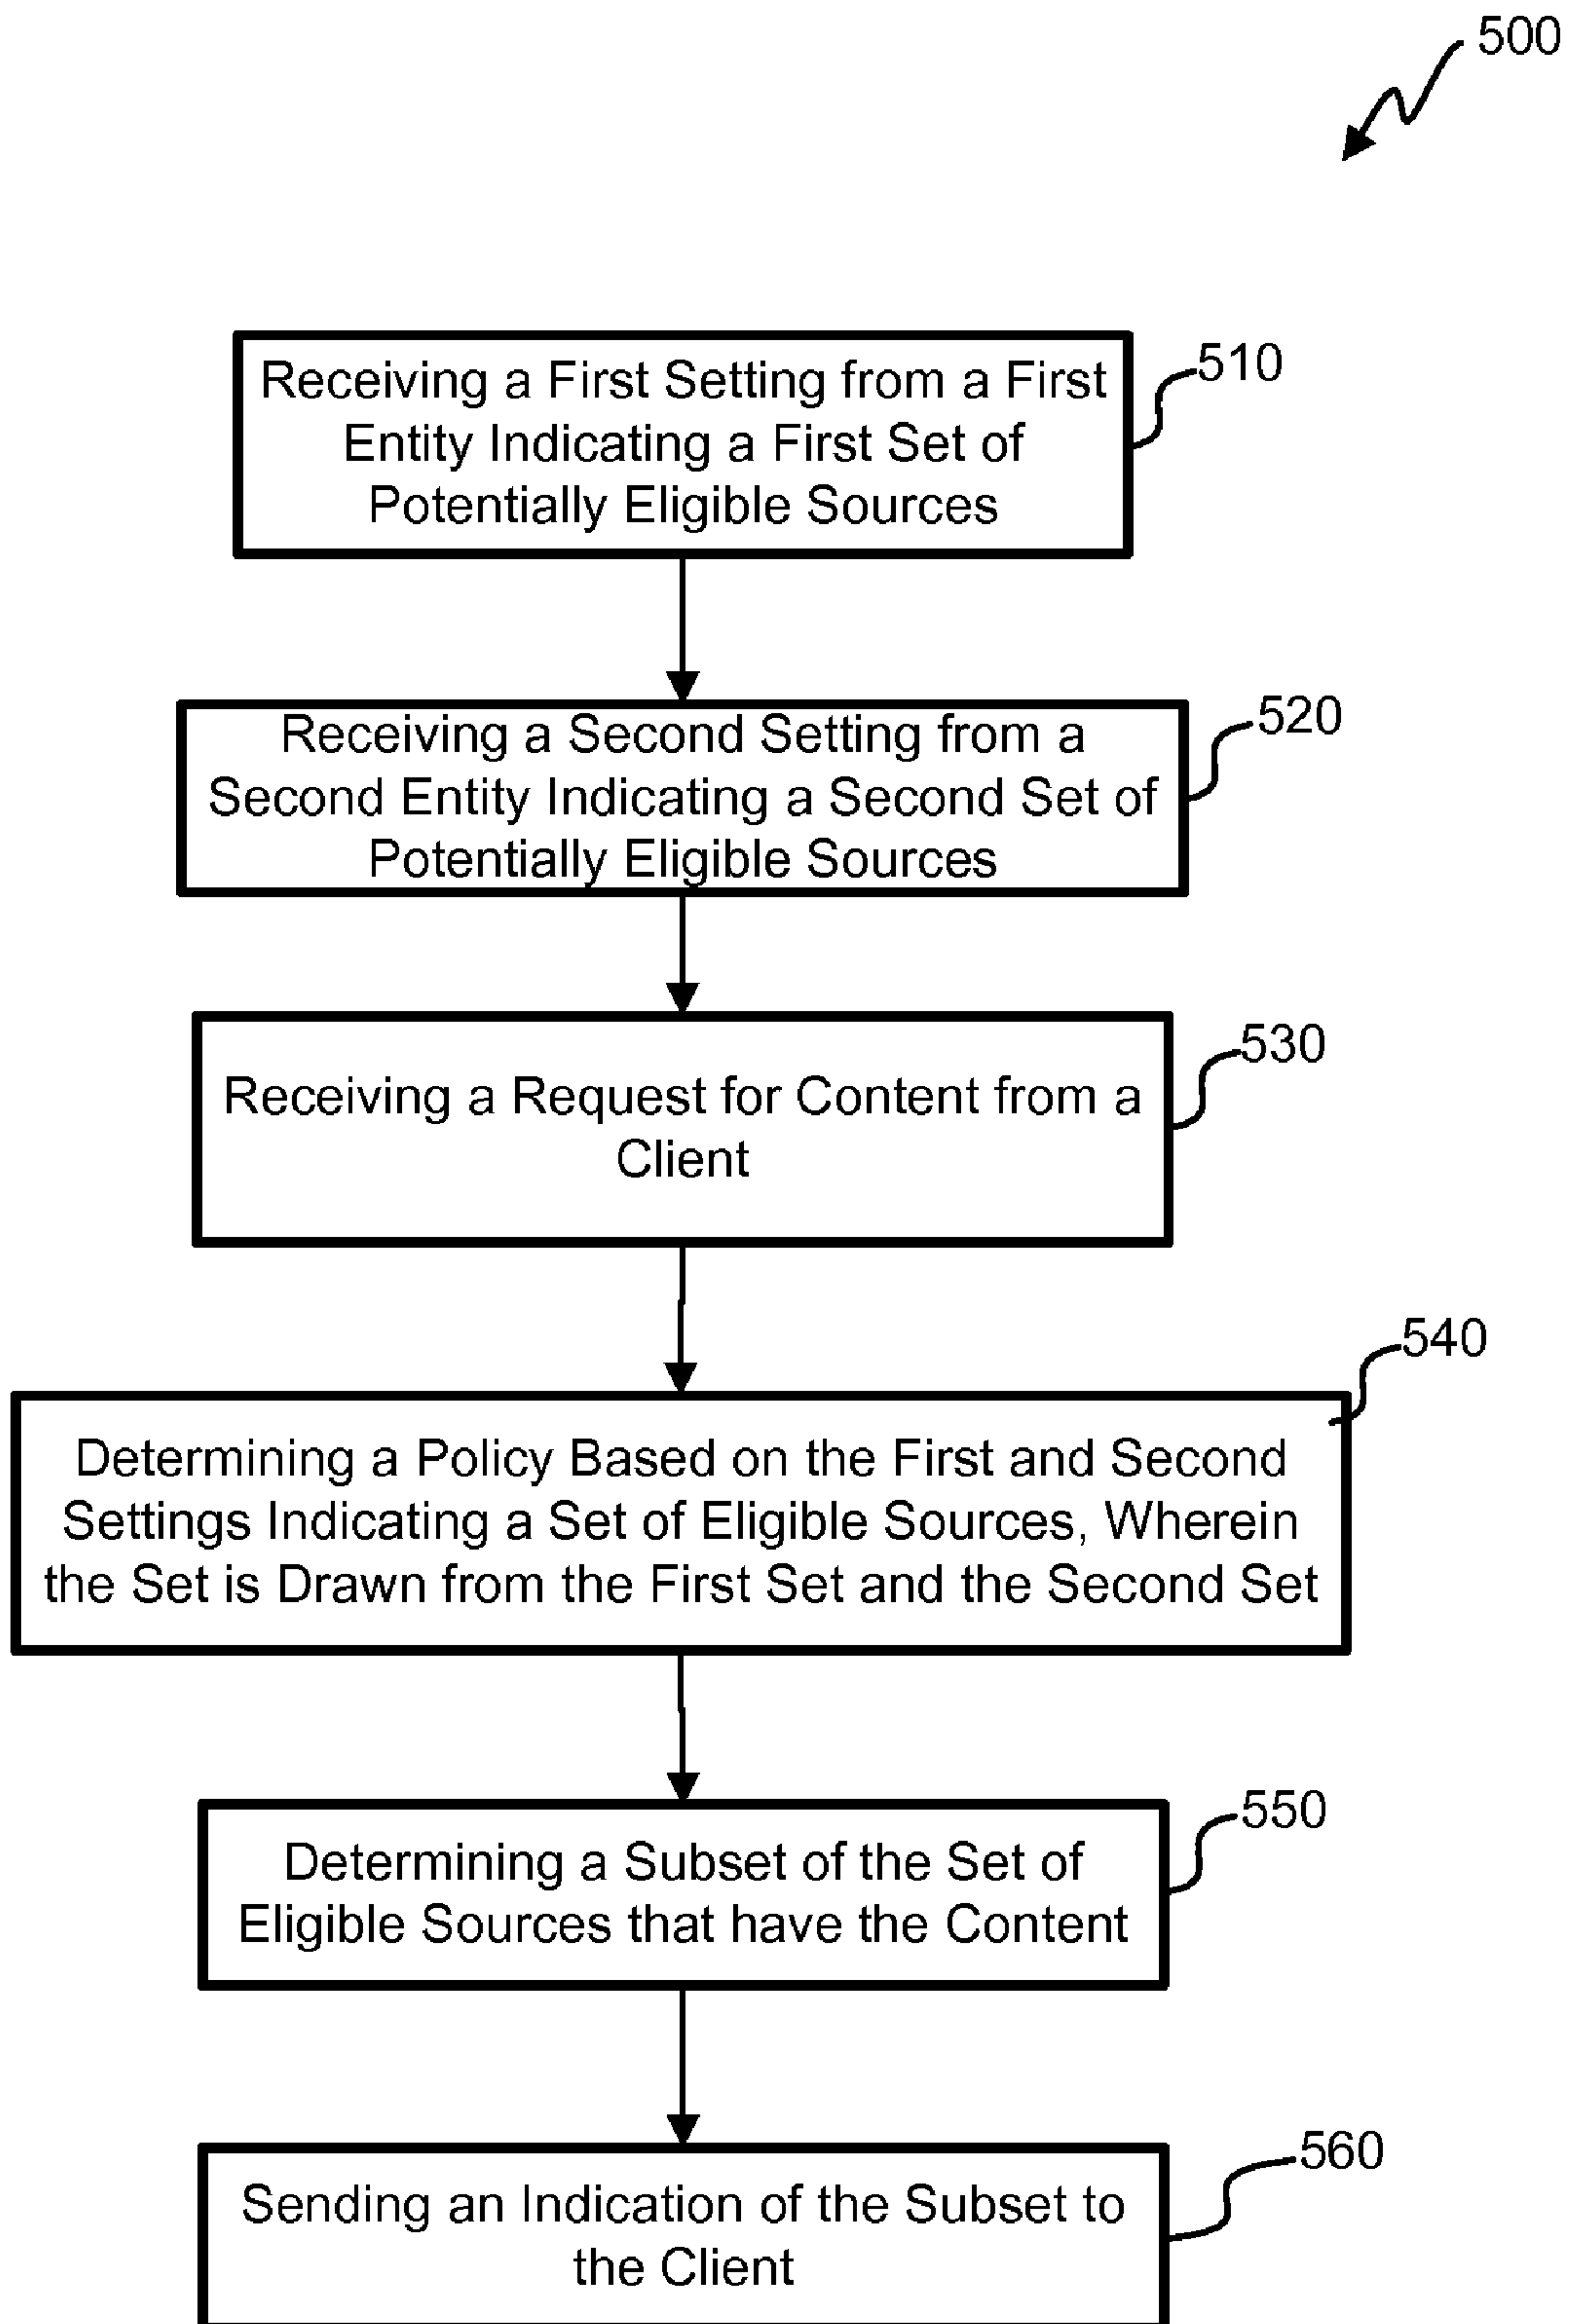 500
Receiving a First Setting from a First
Entity Indicating a First Set of
Potentially Eligible Sources
510
Receiving a Second Setting from a
Second Entity Indicating a Second Set of
Potentially Eligible Sources
520
Receiving a Request for Content from a
Client
530
Determining a Policy Based on the First and Second
Settings Indicating a Set of Eligible Sources, Wherein
the Set is Drawn from the First Set and the Second Set
540
Determining a Subset of the Set of
Eligible Sources that have the Content
550
Sending an Indication of the Subset to
the Client
560